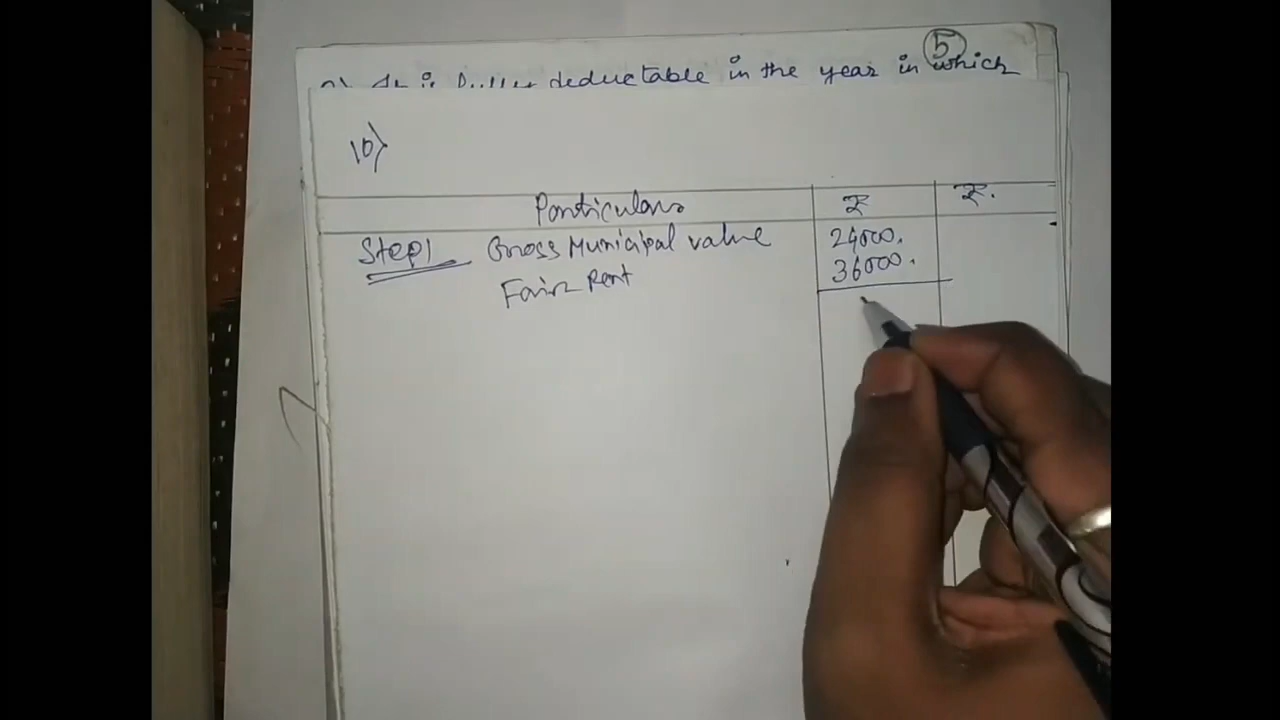 5
deductable in the year in which
10)
Particulars ₹ ₹.
Step1 Gross Municipal value 24000.
Fair Rent 36000.